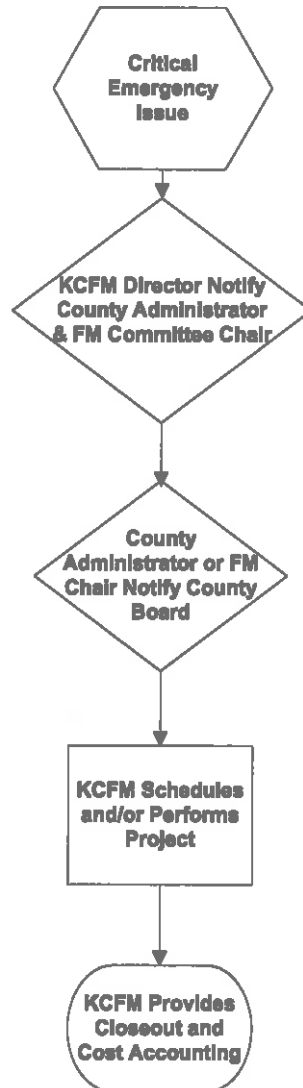 Critical
Emergency
Issue
KCFM Director Notify
County Administrator
& FM Committee Chair
County
Administrator or FM
Chair Notify County
Board
KCFM Schedules
and/or Performs
Project
KCFM Provides
Closeout and
Cost Accounting